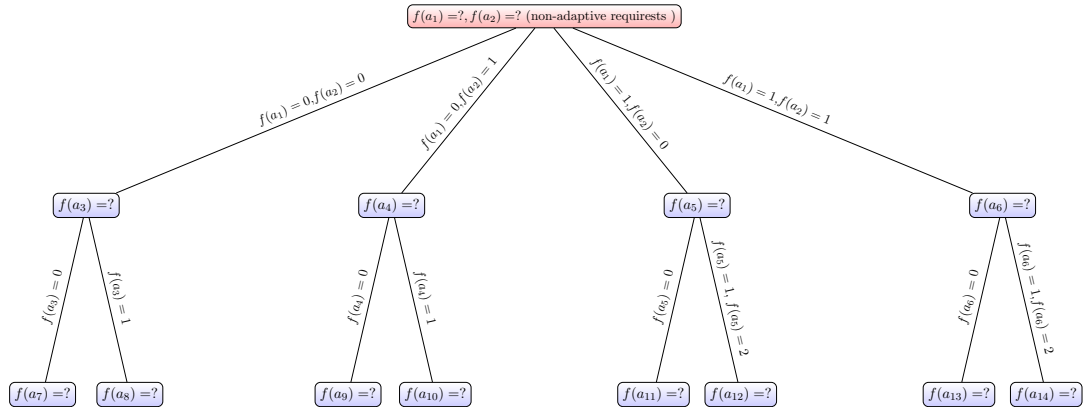 f(a₁) =?, f(a₂) =? (non-adaptive requirests )
f(a₁) = 0,f(a₂) = 0
f(a₁) = 0,f(a₂) = 1
f(a₁) = 1,f(a₂) = 0
f(a₁) = 1,f(a₂) = 1
f(a₃) =?
f(a₄) =?
f(a₅) =?
f(a₆) =?
f(a₃) = 0
f(a₃) = 1
f(a₄) = 0
f(a₄) = 1
f(a₅) = 0
f(a₅) = 1, f(a₅) = 2
f(a₆) = 0
f(a₆) = 1,f(a₆) = 2
f(a₇) =?
f(a₈) =?
f(a₉) =?
f(a₁₀) =?
f(a₁₁) =?
f(a₁₂) =?
f(a₁₃) =?
f(a₁₄) =?